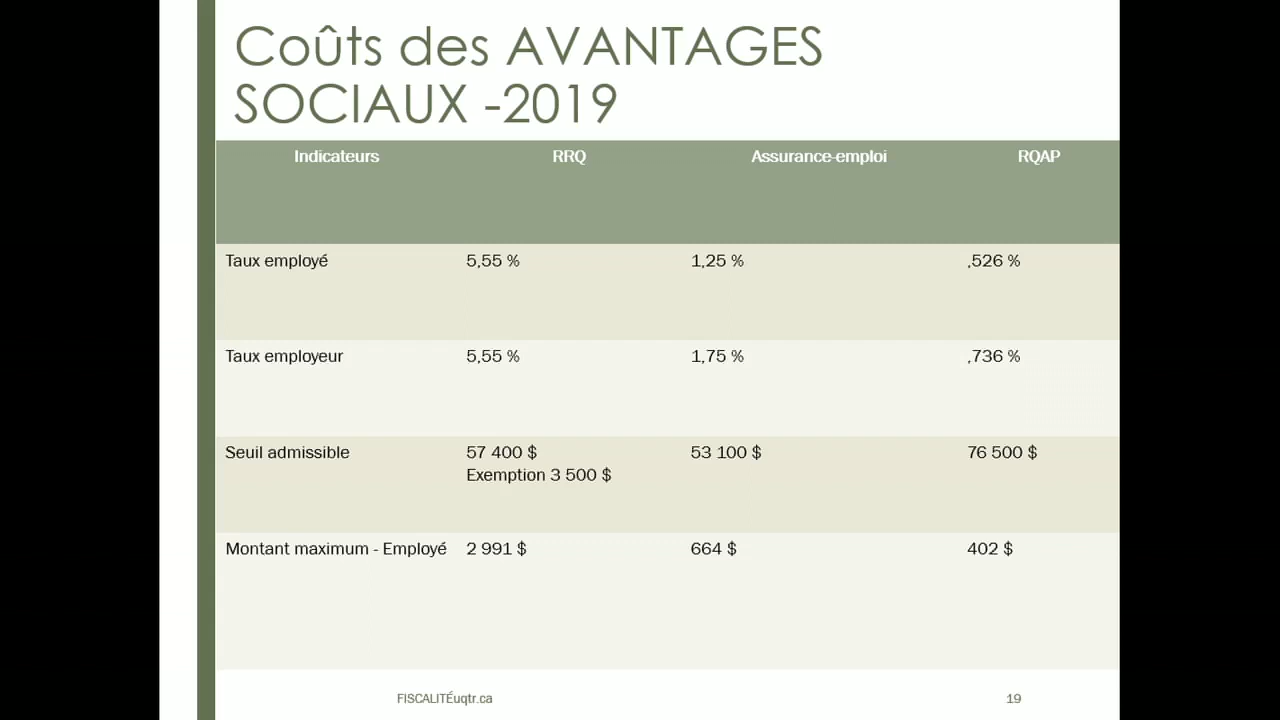 Coûts des AVANTAGES
SOCIAUX -2019
Indicateurs RRQ Assurance-emploi RQAP
Taux employé 5,55 % 1,25 % ,526 %
Taux employeur 5,55 % 1,75 % ,736 %
Seuil admissible 57 400 $ 53 100 $ 76 500 $
Exemption 3 500 $
Montant maximum - Employé 2 991 $ 664 $ 402 $
FISCALITÉuqtr.ca 19